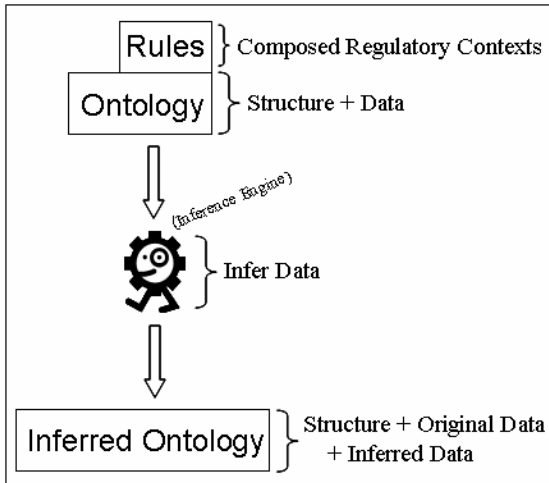 Rules
Composed Regulatory Contexts
Ontology
Structure + Data
(Inference Engine)
Infer Data
Inferred Ontology
Structure + Original Data
+ Inferred Data